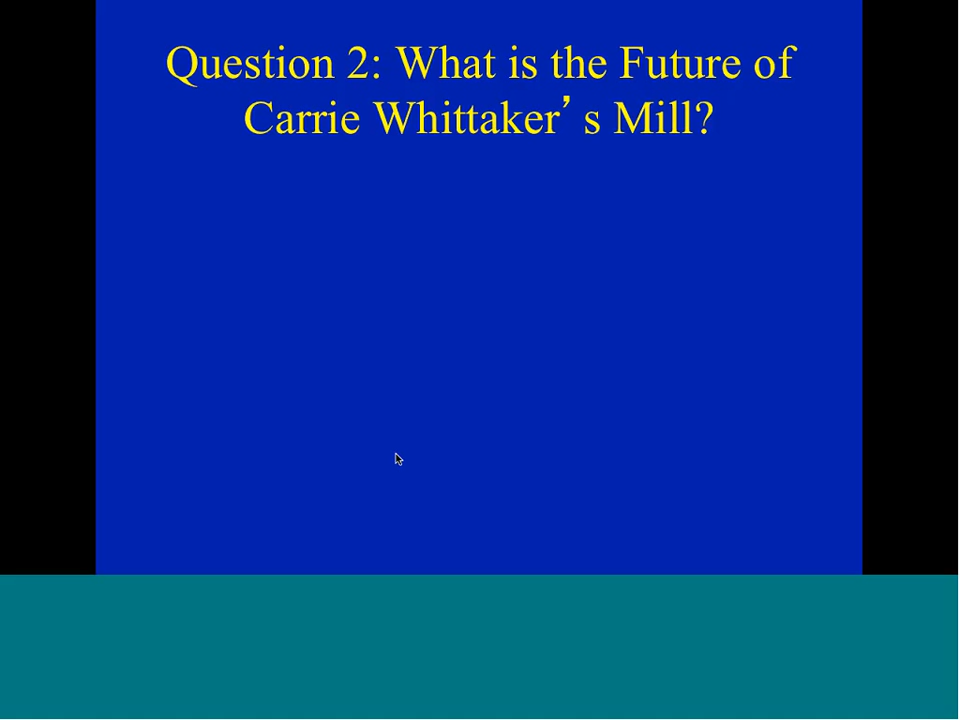 Question 2: What is the Future of
Carrie Whittaker’s Mill?